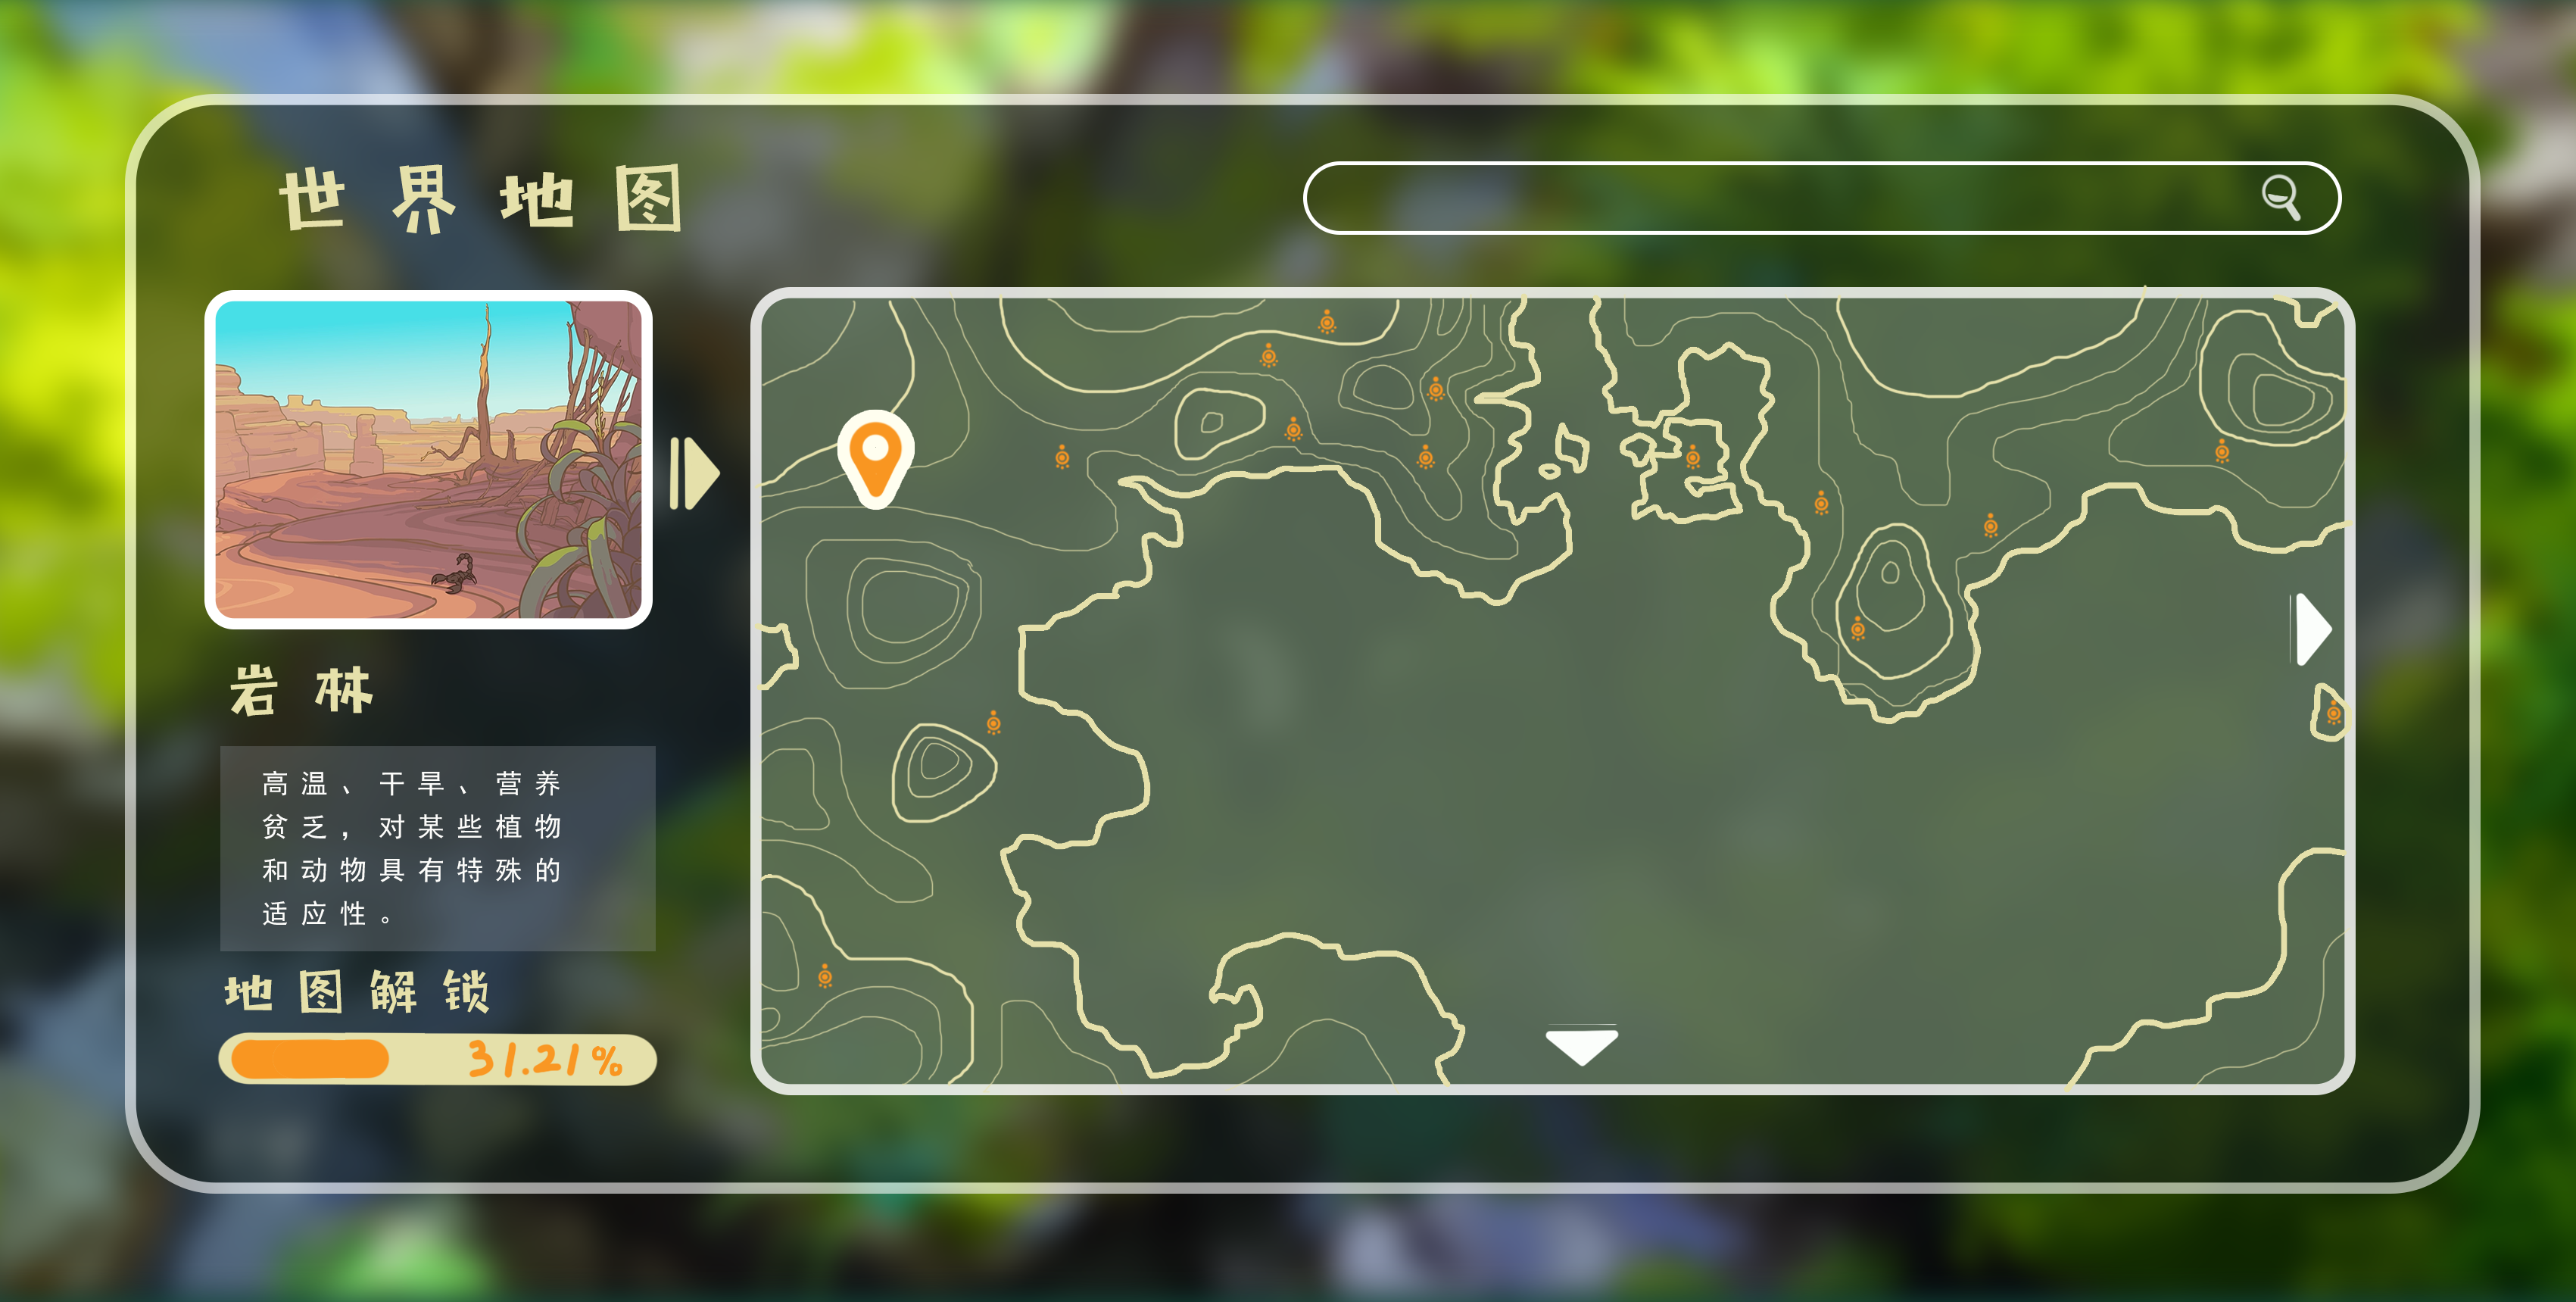 世界地图
岩林
高温、干旱、营养
贫乏，对某些植物
和动物具有特殊的
适应性。
地图解锁
31.21%